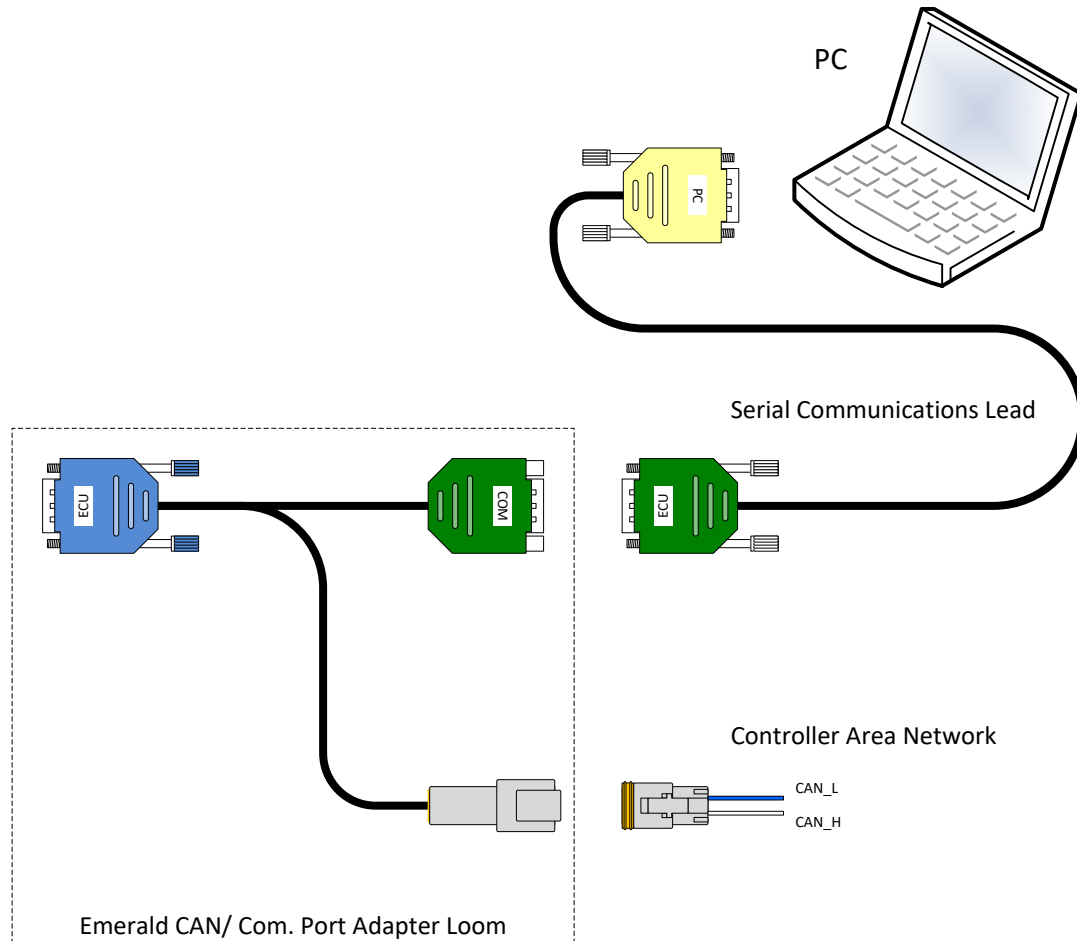 PC
PC
Serial Communications Lead
ECU
COM
ECU
Controller Area Network
CAN_L
CAN_H
Emerald CAN/ Com. Port Adapter Loom